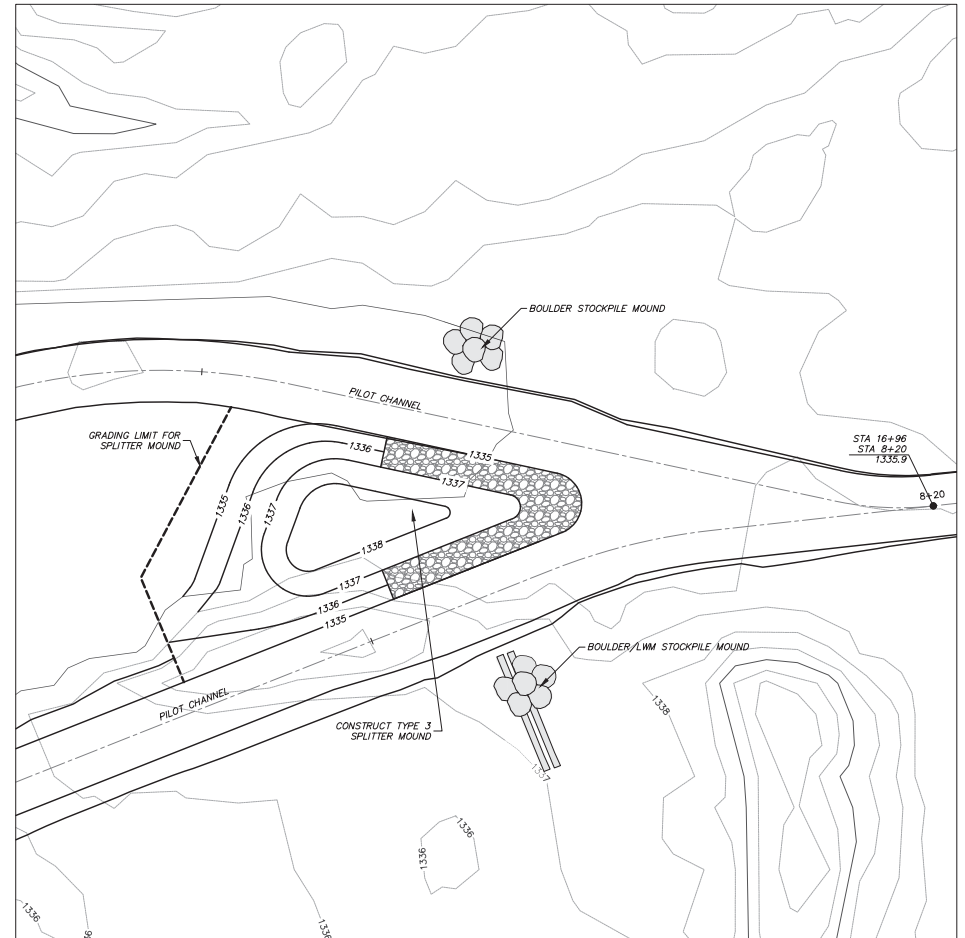 BOULDER STOCKPILE MOUND
PILOT CHANNEL
GRADING LIMIT FOR
SPLITTER MOUND
STA 16+96
STA 8+20
1335.9
8+20
1336
1335
1337
1335
1336
1337
1338
1337
1336
1335
BOULDER/LWM STOCKPILE MOUND
PILOT CHANNEL
1338
CONSTRUCT TYPE 3
SPLITTER MOUND
1337
1336
1336
1336
1336